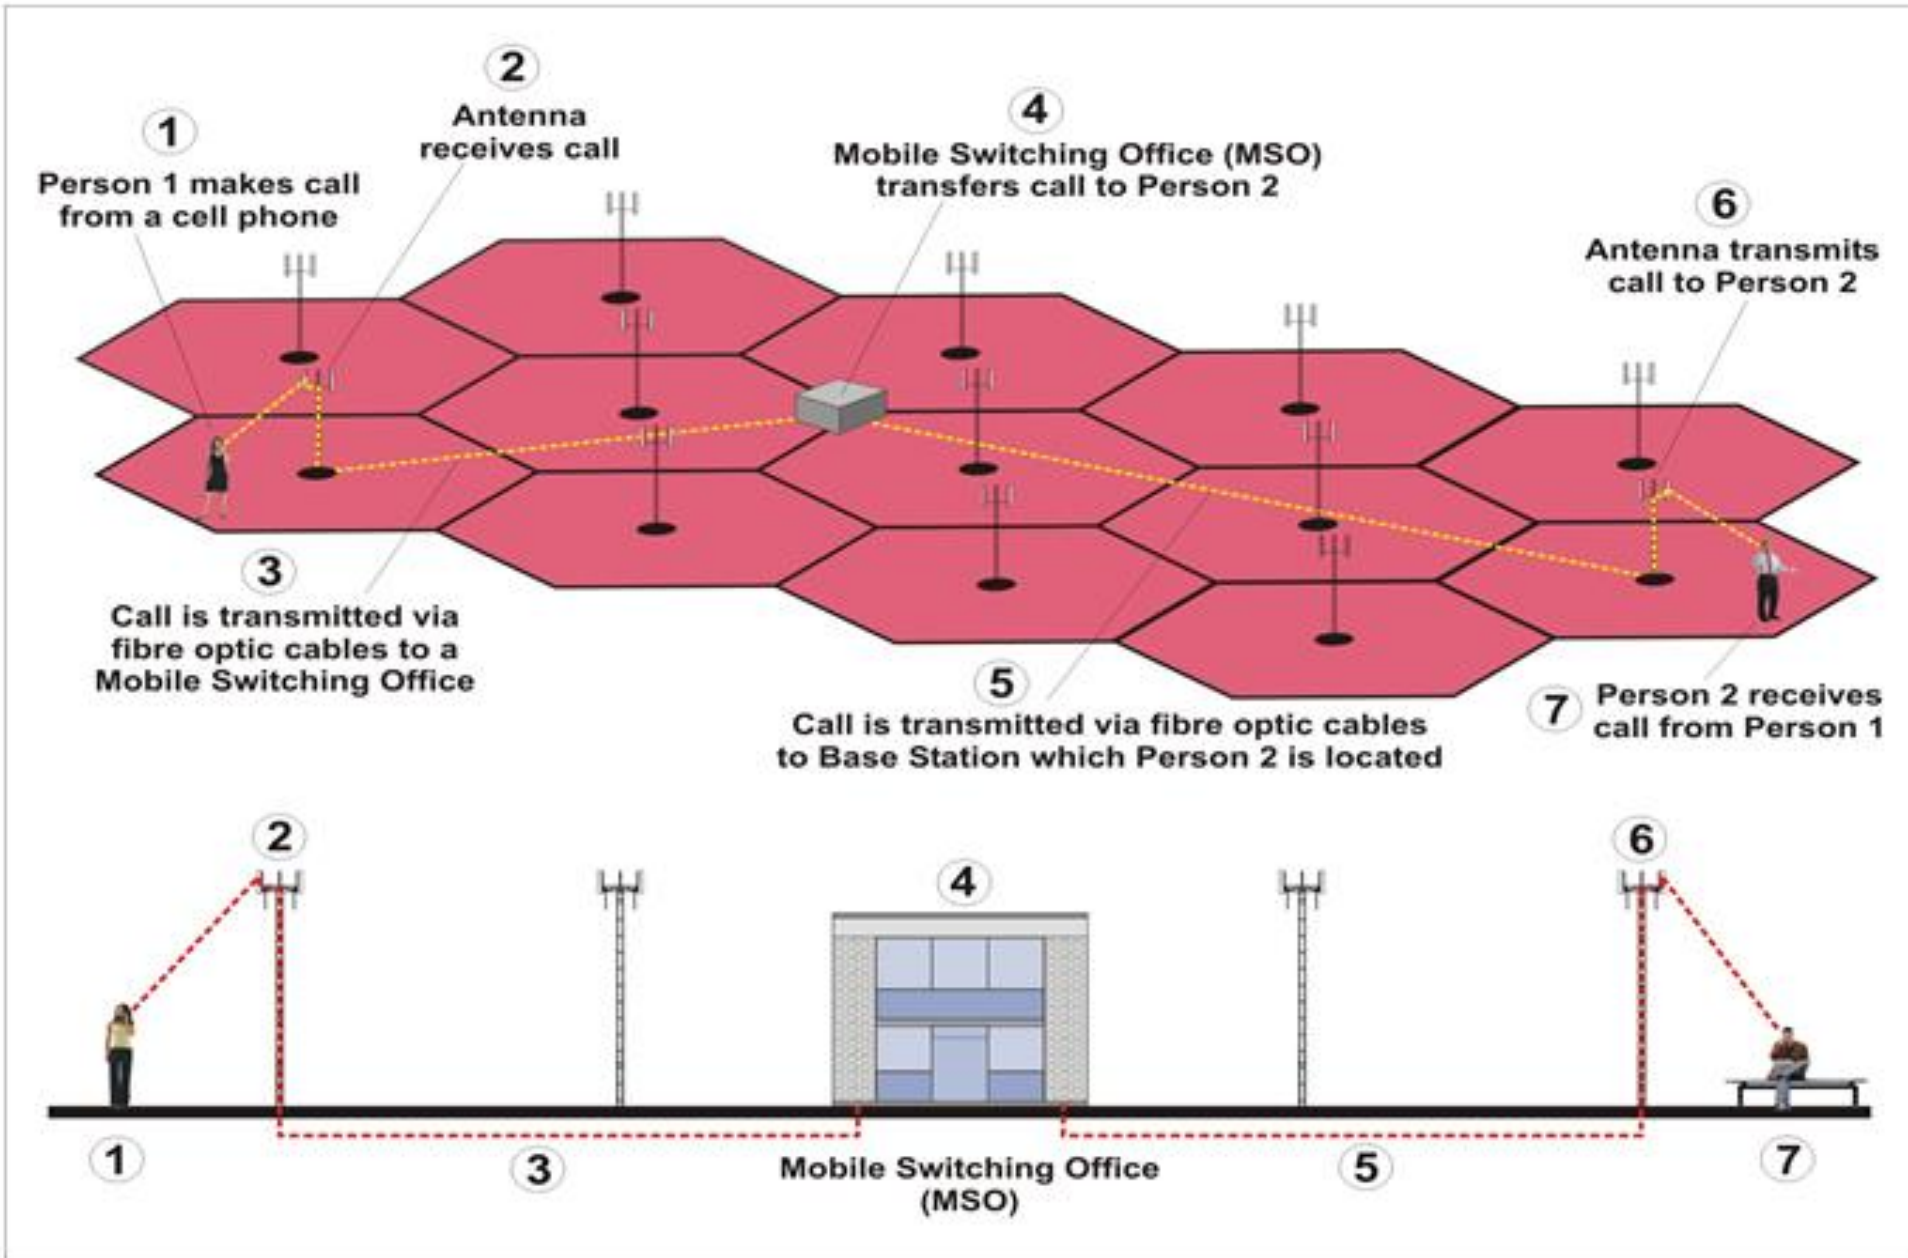 1
Person 1 makes call
from a cell phone
2
Antenna
receives call
4
Mobile Switching Office (MSO)
transfers call to Person 2
6
Antenna transmits
call to Person 2
3
Call is transmitted via
fibre optic cables to a
Mobile Switching Office
5
Call is transmitted via fibre optic cables
to Base Station which Person 2 is located
7
Person 2 receives
call from Person 1
2
4
6
1
3
Mobile Switching Office
(MSO)
5
7